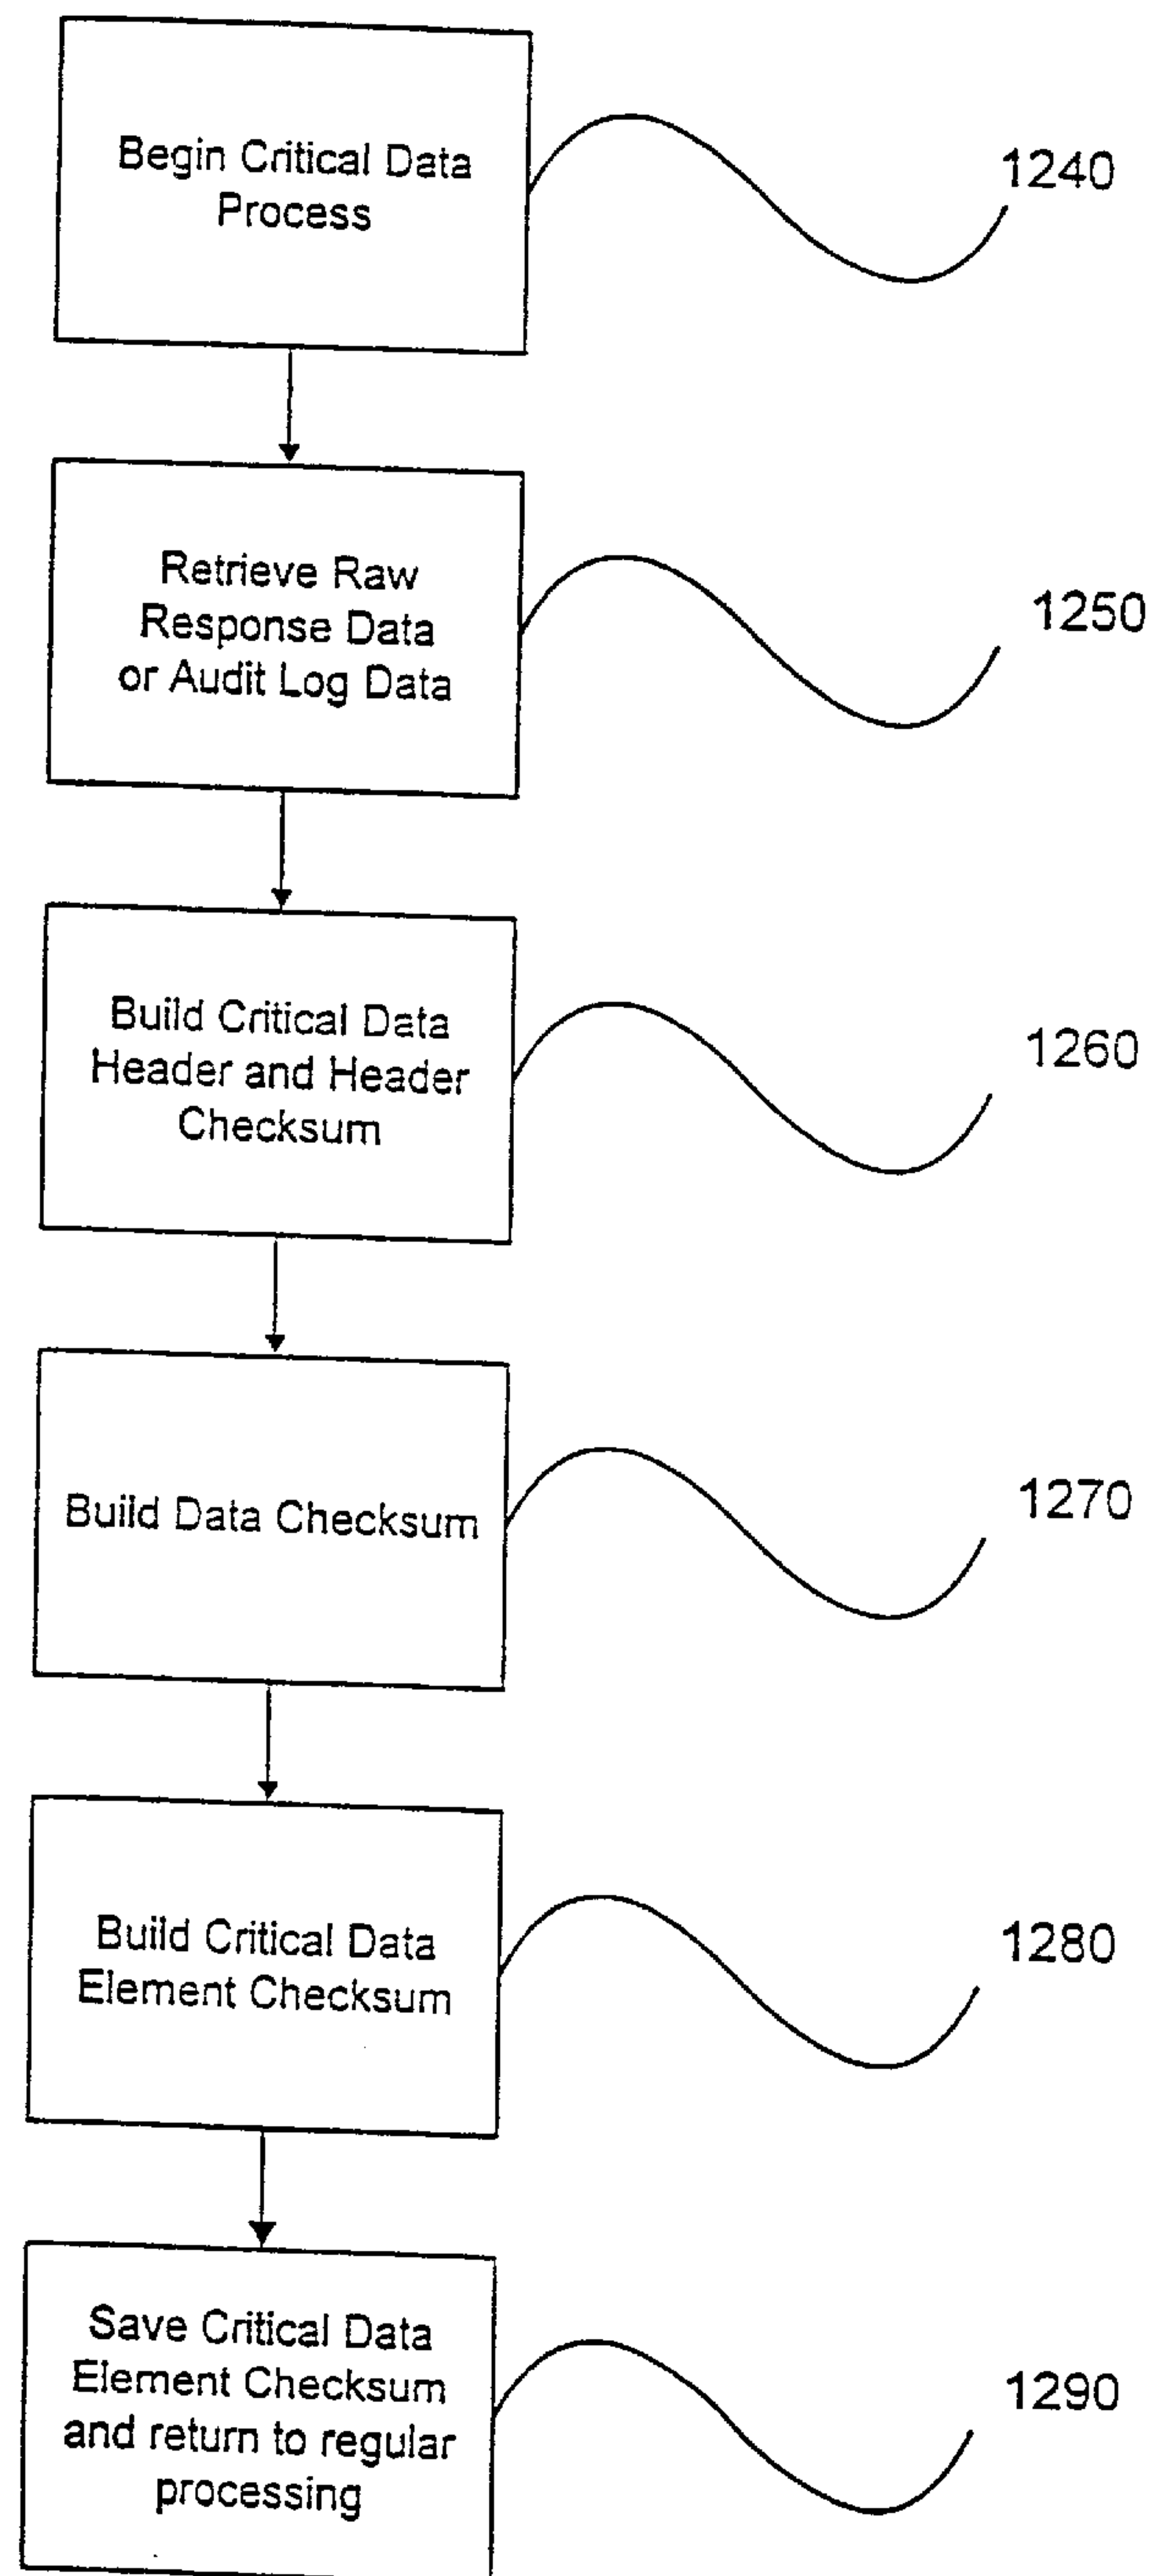 Begin Critical Data
Process
1240
Retrieve Raw
Response Data
or Audit Log Data
1250
Build Critical Data
Header and Header
Checksum
1260
Build Data Checksum
1270
Build Critical Data
Element Checksum
1280
Save Critical Data
Element Checksum
and return to regular
processing
1290